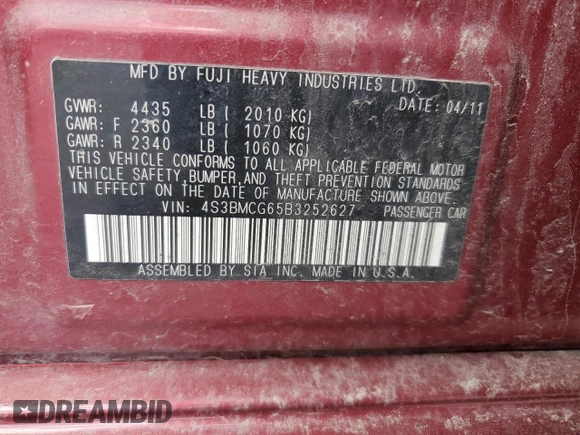 MFD BY FUJI HEAVY INDUSTRIES LTD.
DATE: 04/11
GVWR: 4435 LB ( 2010 KG)
GAWR: F 2360 LB ( 1070 KG)
GAWR: R 2340 LB ( 1060 KG)
THIS VEHICLE CONFORMS TO ALL APPLICABLE FEDERAL MOTOR
VEHICLE SAFETY, BUMPER, AND THEFT PREVENTION STANDARDS
IN EFFECT ON THE DATE OF MANUFACTURE SHOWN ABOVE.
VIN: 4S3BMCG65B3252627 PASSENGER CAR
ASSEMBLED BY SIA INC. MADE IN U.S.A.
DREAMBID